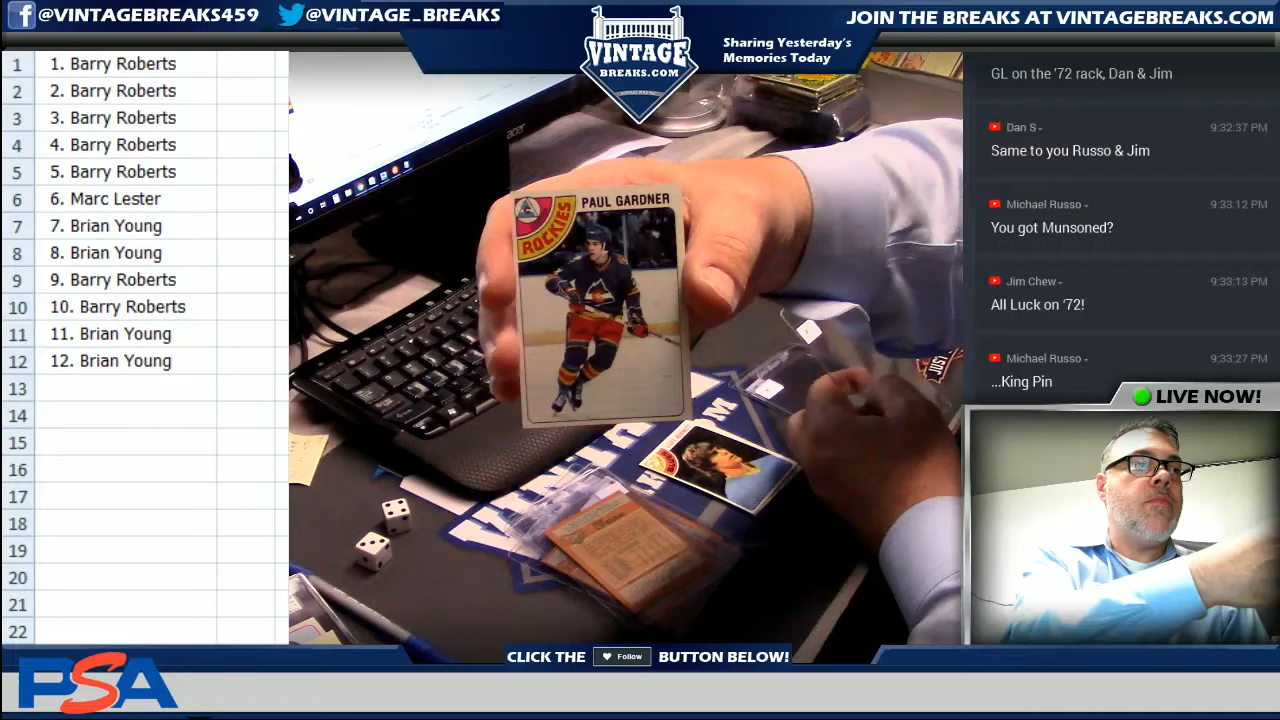 @VINTAGEBREAKS459
@VINTAGE_BREAKS
VINTAGE
BREAKS.COM
Sharing Yesterday's
Memories Today
JOIN THE BREAKS AT VINTAGEBREAKS.COM
1 1. Barry Roberts
2 2. Barry Roberts
3 3. Barry Roberts
4 4. Barry Roberts
5 5. Barry Roberts
6 6. Marc Lester
7 7. Brian Young
8 8. Brian Young
9 9. Barry Roberts
10 10. Barry Roberts
11 11. Brian Young
12 12. Brian Young
13
14
15
16
17
18
19
20
21
22
acer
PAUL GARDNER
ROCKIES
JUST
GL on the '72 rack, Dan & Jim
Dan S 9:32:37 PM
Same to you Russo & Jim
Michael Russo 9:33:12 PM
You got Munsoned?
Jim Chew 9:33:13 PM
All Luck on '72!
Michael Russo 9:33:27 PM
...King Pin
LIVE NOW!
CLICK THE Follow BUTTON BELOW!
PSA